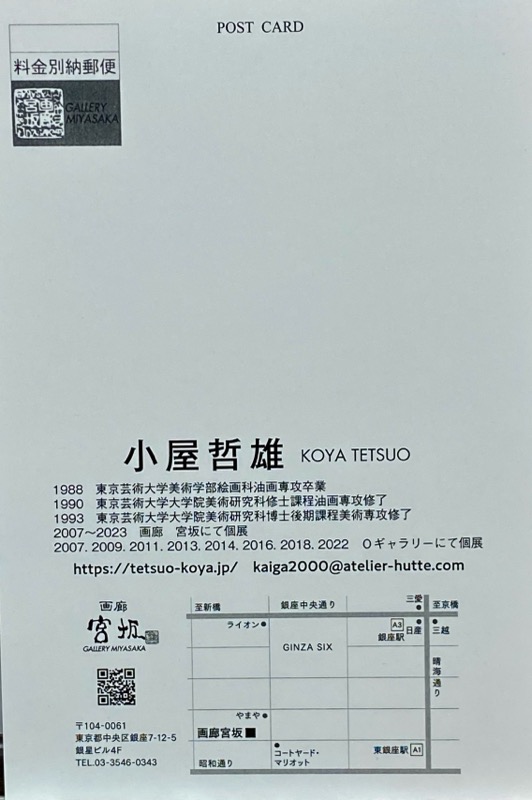 POST CARD
料金別納郵便
画廊宮坂
GALLERY
MIYASAKA
小屋哲雄 KOYA TETSUO
1988 東京芸術大学美術学部絵画科油画専攻卒業
1990 東京芸術大学大学院美術研究科修士課程油画専攻修了
1993 東京芸術大学大学院美術研究科博士後期課程美術専攻修了
2007～2023 画廊 宮坂にて個展
2007. 2009. 2011. 2013. 2014. 2016. 2018. 2022 Oギャラリーにて個展
https://tetsuo-koya.jp/ kaiga2000@atelier-hutte.com
画廊
宮坂
GALLERY MIYASAKA
〒104-0061
東京都中央区銀座7-12-5
銀星ビル4F
TEL.03-3546-0343
至新橋
銀座中央通り
三愛
至京橋
ライオン
GINZA SIX
A3
銀座駅
日産
三越
晴海通り
やまや
画廊宮坂
昭和通り
コートヤード・
マリオット
東銀座駅 A1